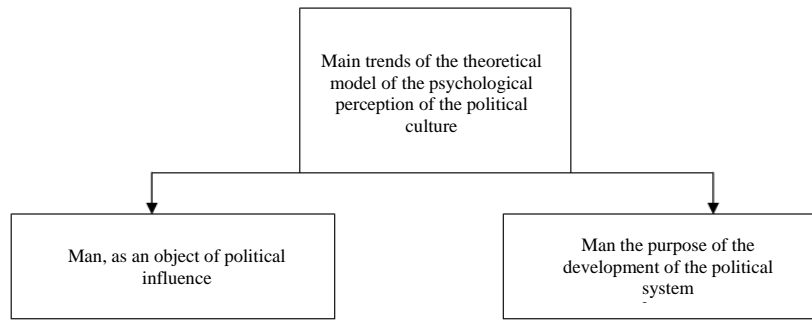 Main trends of the theoretical
model of the psychological
perception of the political
culture
Man, as an object of political
influence
Man the purpose of the
development of the political
system